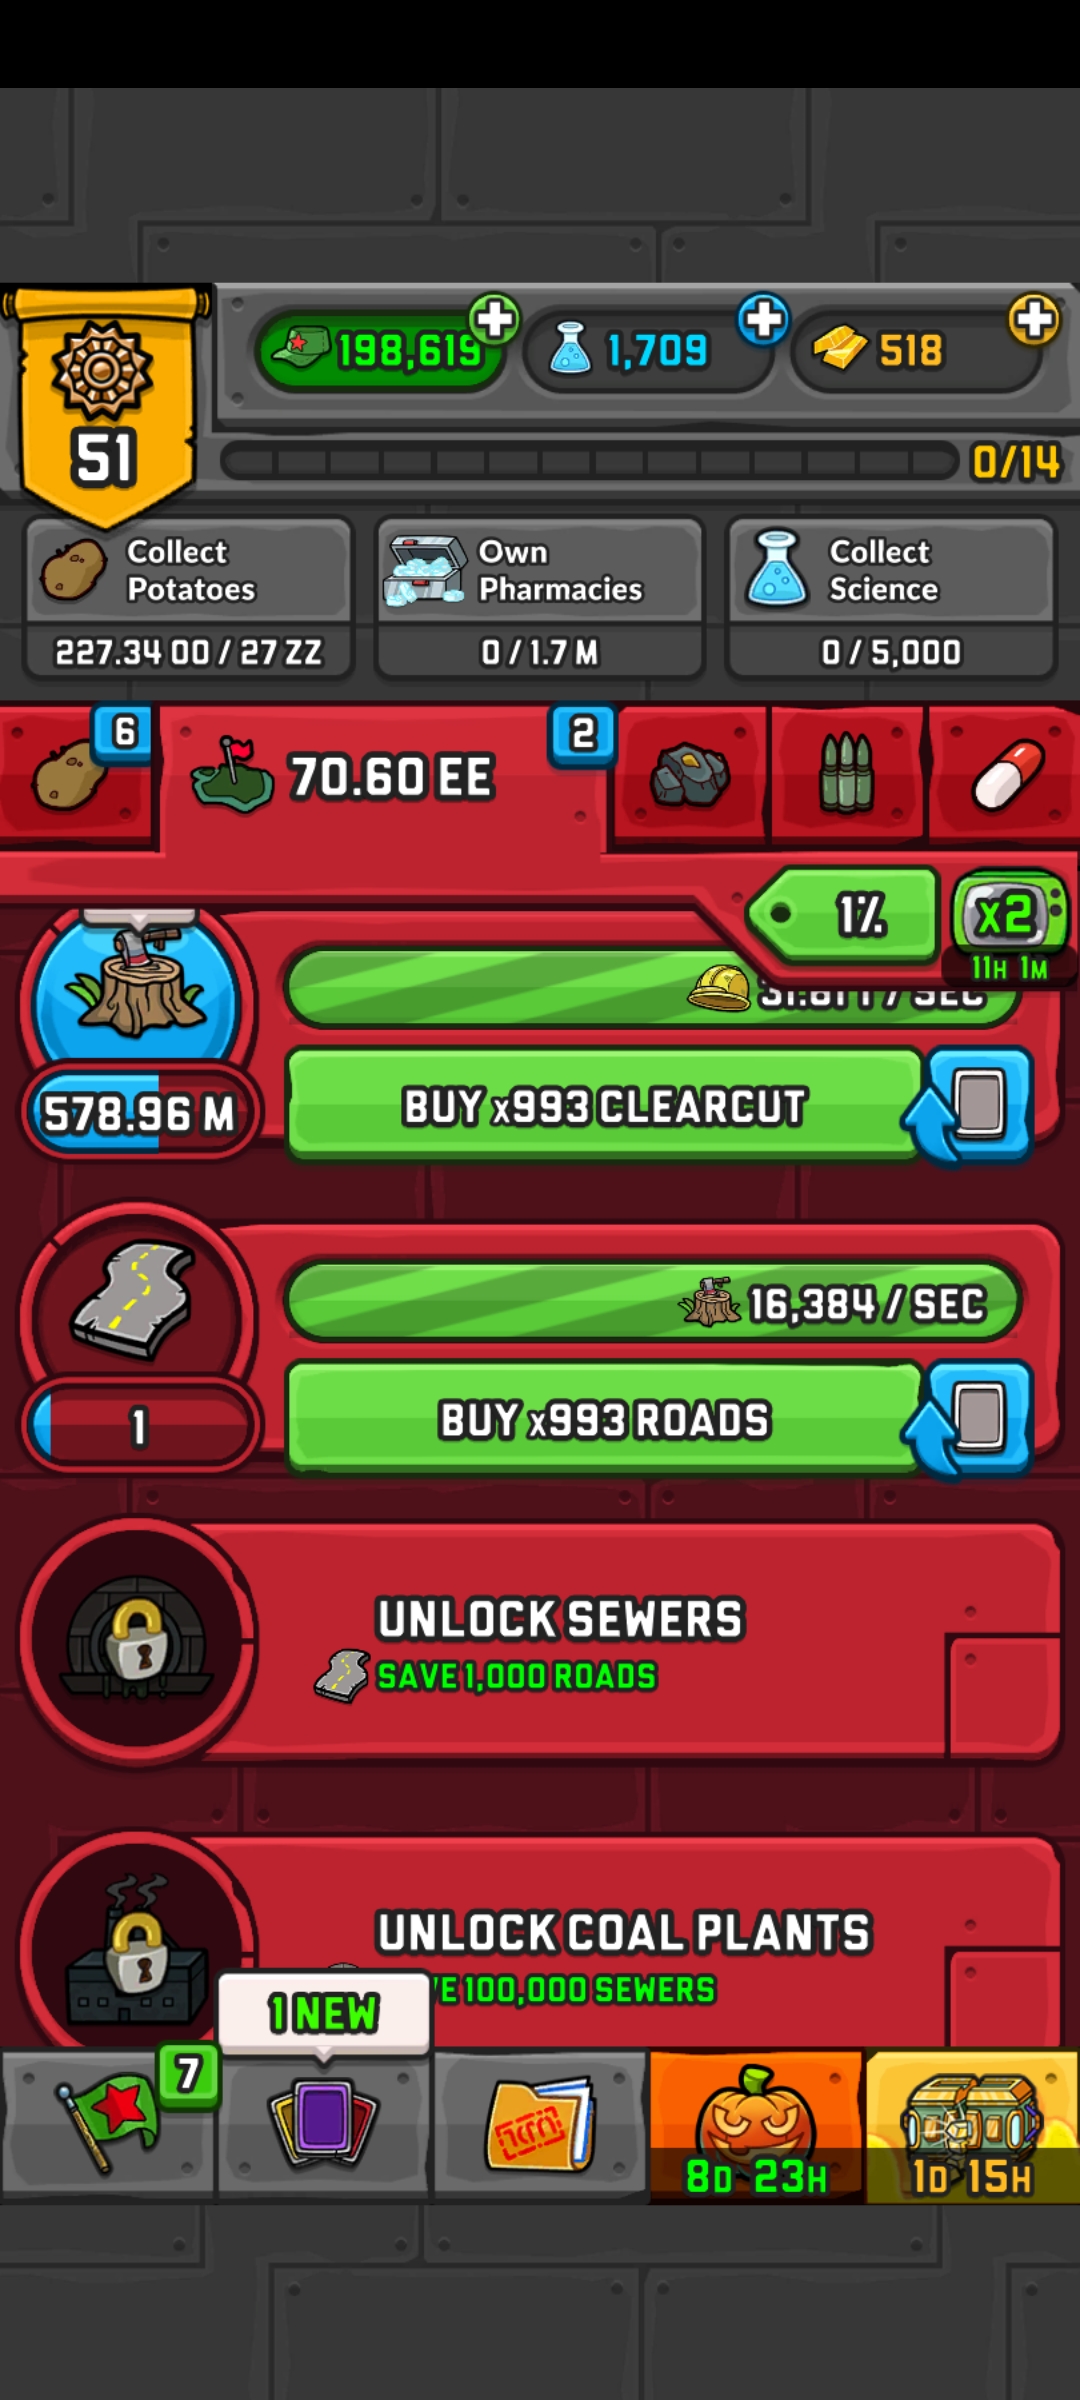 51
198,619
1,709
518
0/14
Collect
Potatoes
227.34 OO / 27 ZZ
Own
Pharmacies
0 / 1.7 M
Collect
Science
0 / 5,000
6
70.60 EE
2
1%
x2
11H 1M
/ SEC
578.96 M
BUY x993 CLEARCUT
16,384 / SEC
1
BUY x993 ROADS
UNLOCK SEWERS
SAVE 1,000 ROADS
UNLOCK COAL PLANTS
100,000 SEWERS
1 NEW
7
8D 23H
1D 15H